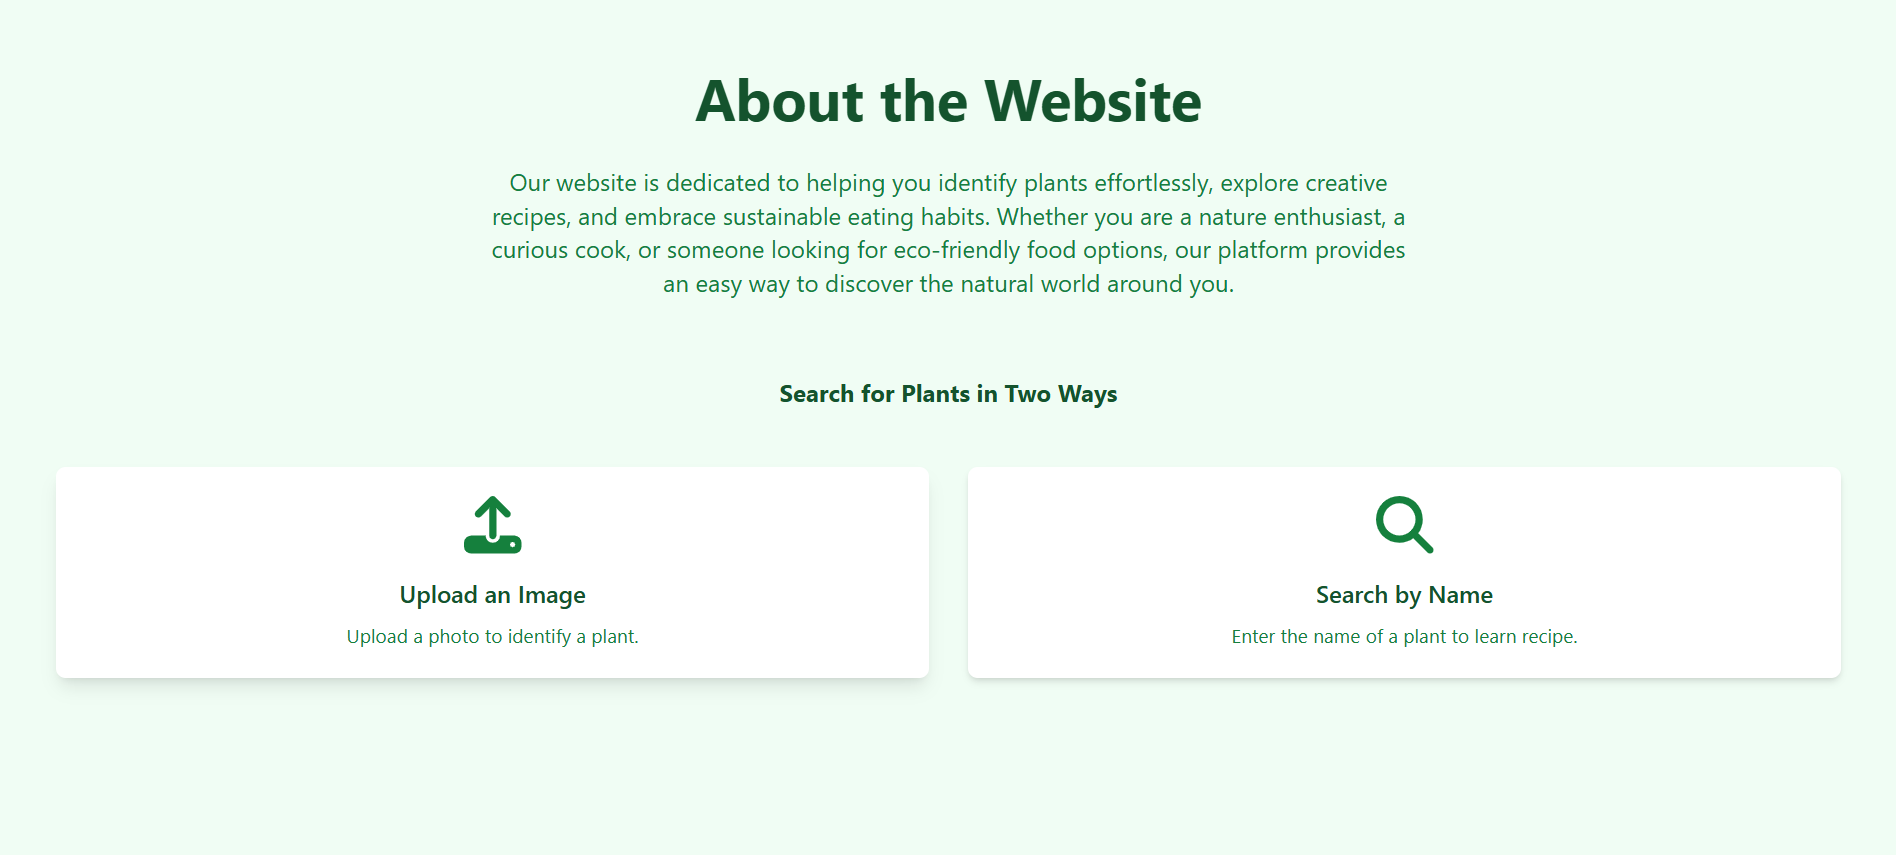 About the Website
Our website is dedicated to helping you identify plants effortlessly, explore creative
recipes, and embrace sustainable eating habits. Whether you are a nature enthusiast, a
curious cook, or someone looking for eco-friendly food options, our platform provides
an easy way to discover the natural world around you.
Search for Plants in Two Ways
Upload an Image
Upload a photo to identify a plant.
Search by Name
Enter the name of a plant to learn recipe.